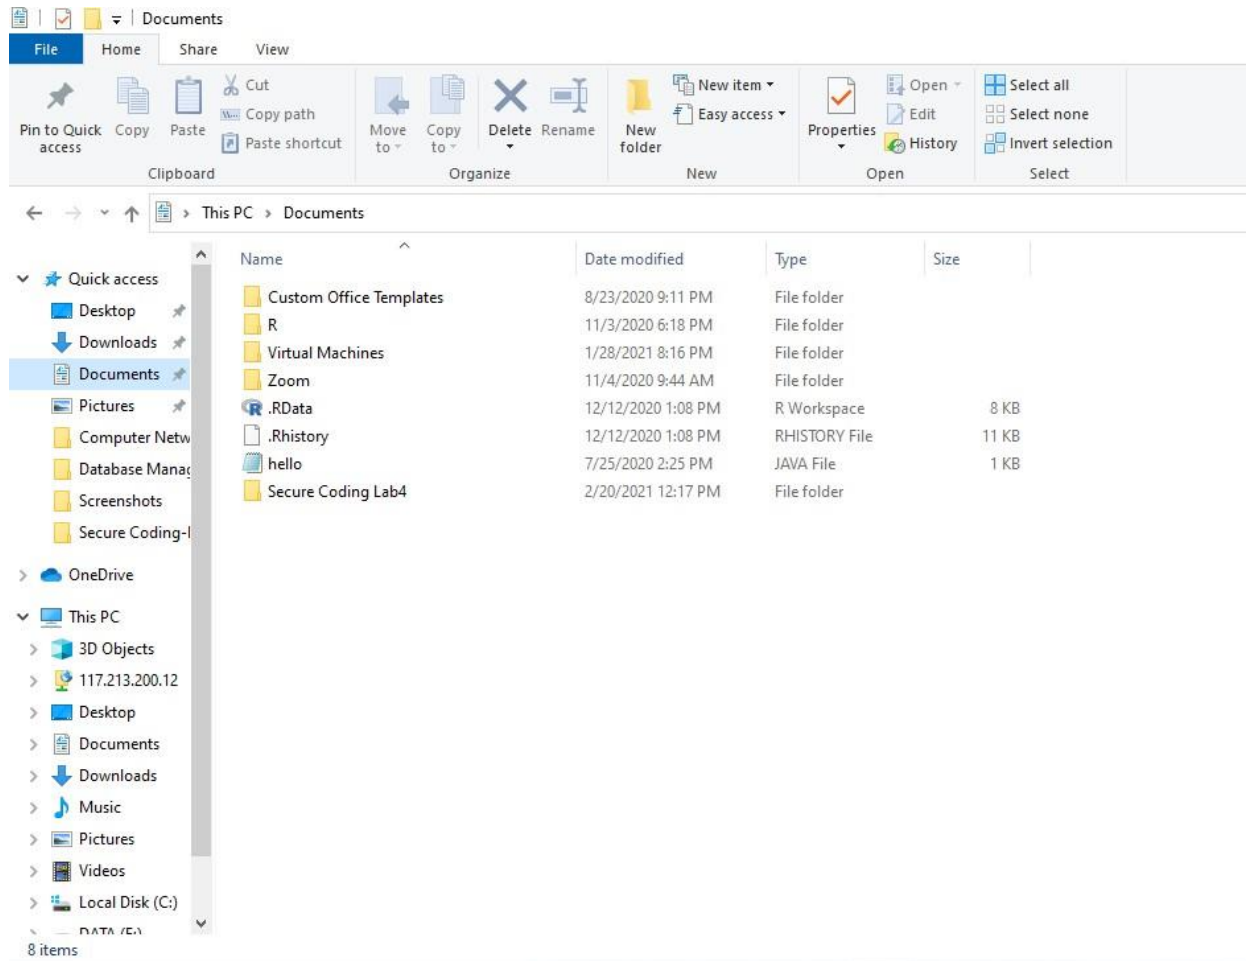 Documents
File Home Share View
Pin to Quick access
Copy
Paste
Cut
Copy path
Paste shortcut
Clipboard
Move to
Copy to
Delete
Rename
Organize
New folder
New item
Easy access
New
Properties
Open
Edit
History
Open
Select all
Select none
Invert selection
Select
This PC > Documents
Name Date modified Type Size
Custom Office Templates 8/23/2020 9:11 PM File folder
R 11/3/2020 6:18 PM File folder
Virtual Machines 1/28/2021 8:16 PM File folder
Zoom 11/4/2020 9:44 AM File folder
.RData 12/12/2020 1:08 PM R Workspace 8 KB
.Rhistory 12/12/2020 1:08 PM RHISTORY File 11 KB
hello 7/25/2020 2:25 PM JAVA File 1 KB
Secure Coding Lab4 2/20/2021 12:17 PM File folder
Quick access
Desktop
Downloads
Documents
Pictures
Computer Netw
Database Manag
Screenshots
Secure Coding-
OneDrive
This PC
3D Objects
117.213.200.12
Desktop
Documents
Downloads
Music
Pictures
Videos
Local Disk (C:)
8 items